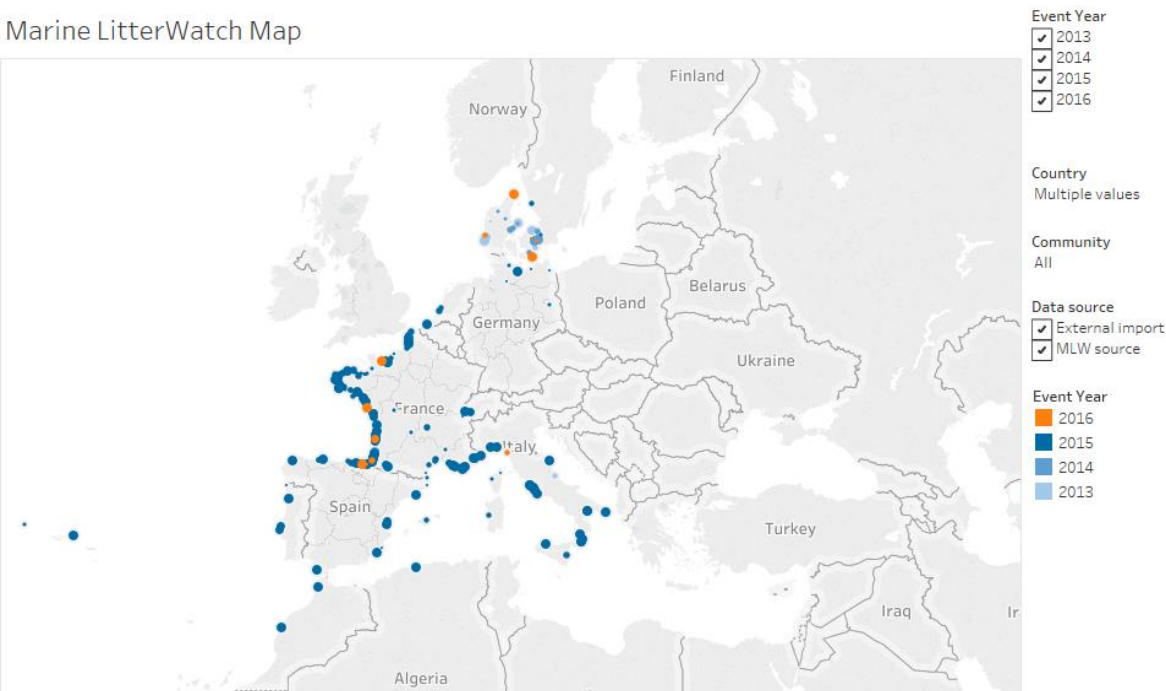 Marine LitterWatch Map
Event Year
2013
2014
2015
2016
Country
Multiple values
Community
All
Data source
External import
MLW source
Event Year
2016
2015
2014
2013
Finland
Norway
Belarus
Poland
Germany
Ukraine
France
Italy
Spain
Turkey
Iraq
Ir
Algeria